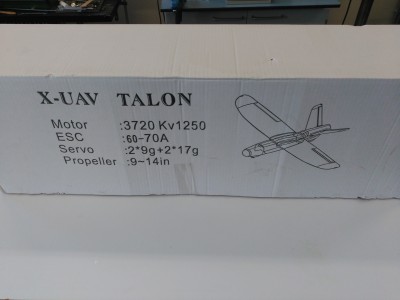 X-UAV TALON
Motor :3720 Kv1250
ESC :60-70A
Servo :2*9g+2*17g
Propeller :9~14in